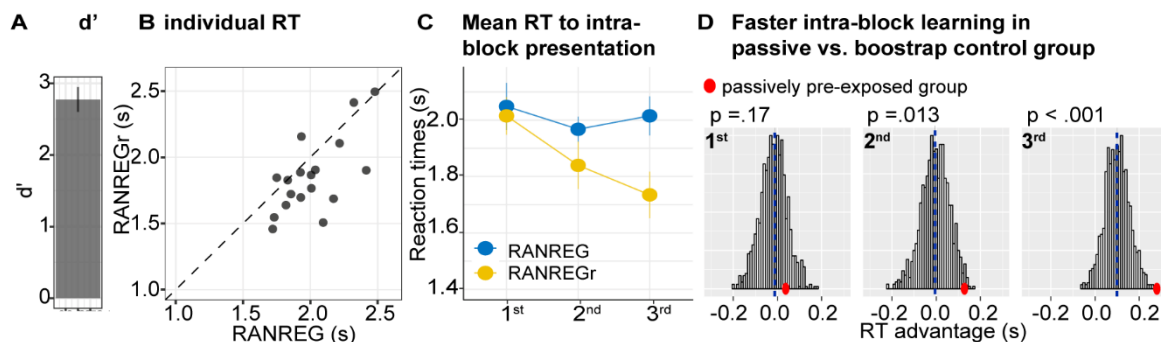 A d'
B individual RT
C Mean RT to intra-
block presentation
D Faster intra-block learning in
passive vs. boostrap control group
3
2
1
0
d'
2.5
2.0
1.5
1.0
RANREGr (s)
1.0 1.5 2.0 2.5
RANREG (s)
2.0
1.8
1.6
1.4
Reaction times (s)
RANREG
RANREGr
1st 2nd 3rd
passively pre-exposed group
p =.17 p =.013 p < .001
1st 2nd 3rd
-0.2 0.0 0.2 -0.2 0.0 0.2 -0.2 0.0 0.2
RT advantage (s)